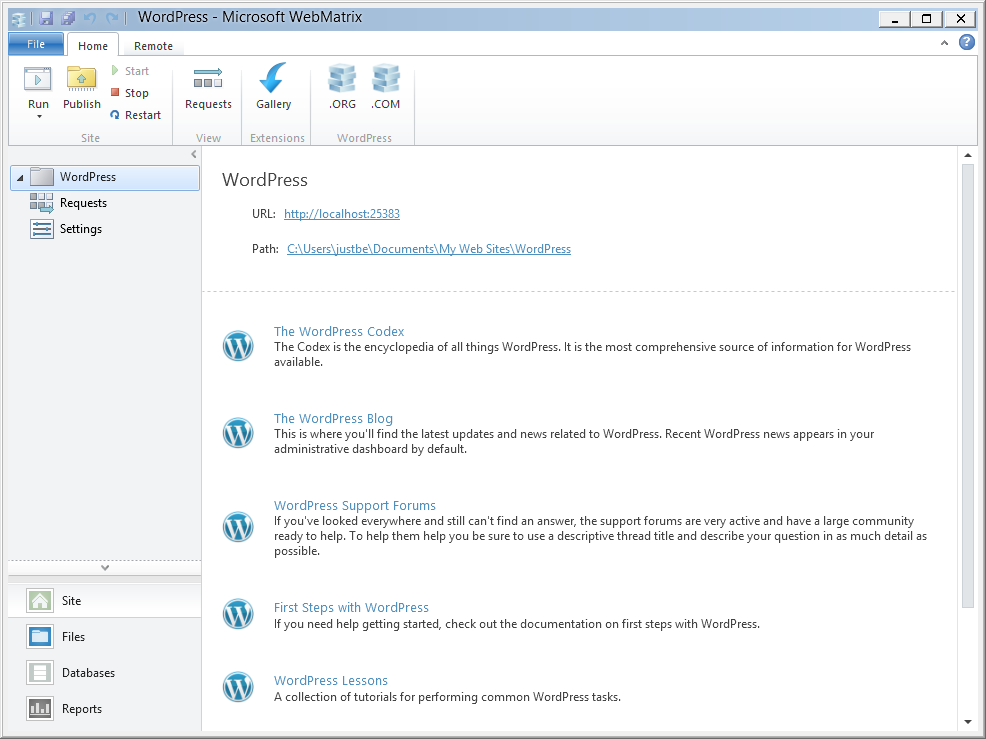 WordPress - Microsoft WebMatrix
File
Home
Remote
Run
Publish
Start
Stop
Restart
Requests
Gallery
.ORG
.COM
Site
View
Extensions
WordPress
WordPress
Requests
Settings
Site
Files
Databases
Reports
WordPress
URL: http://localhost:25383
Path: C:\Users\justbe\Documents\My Web Sites\WordPress
The WordPress Codex
The Codex is the encyclopedia of all things WordPress. It is the most comprehensive source of information for WordPress
available.
The WordPress Blog
This is where you'll find the latest updates and news related to WordPress. Recent WordPress news appears in your
administrative dashboard by default.
WordPress Support Forums
If you've looked everywhere and still can't find an answer, the support forums are very active and have a large community
ready to help. To help them help you be sure to use a descriptive thread title and describe your question in as much detail as
possible.
First Steps with WordPress
If you need help getting started, check out the documentation on first steps with WordPress.
WordPress Lessons
A collection of tutorials for performing common WordPress tasks.